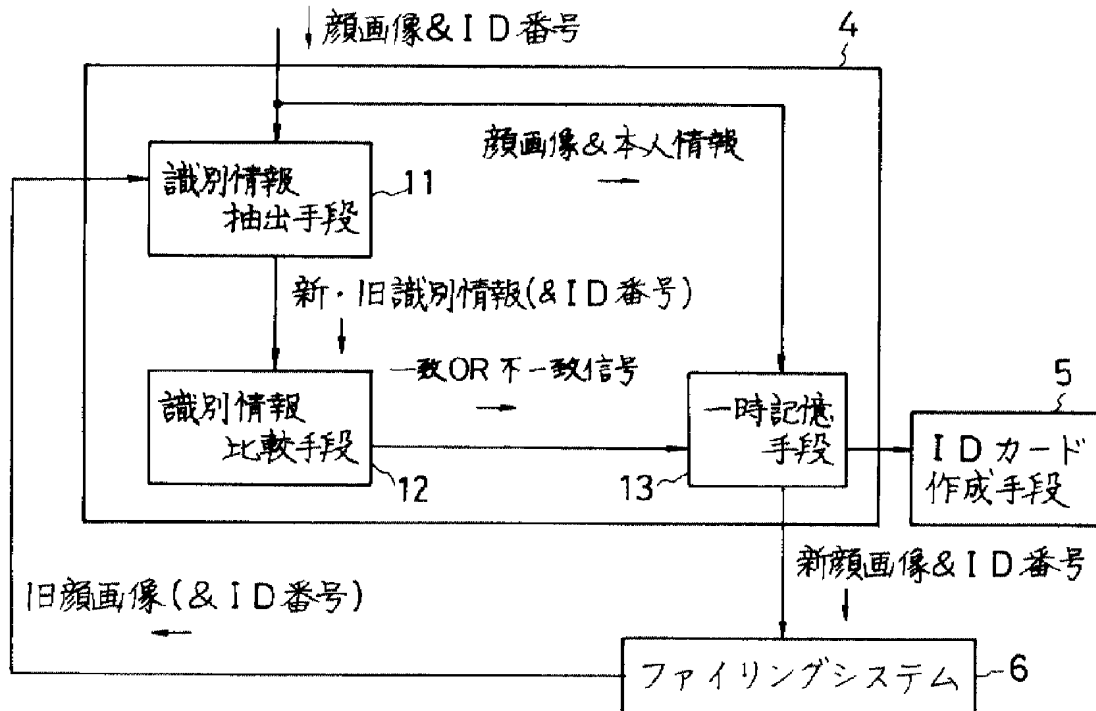 顔画像&ID番号
4
顔画像&本人情報
識別情報
抽出手段
11
新・旧識別情報(&ID番号)
一致OR不一致信号
識別情報
比較手段
12
一時記憶
手段
13
5
IDカード
作成手段
新顔画像&ID番号
旧顔画像(&ID番号)
ファイリングシステム
6